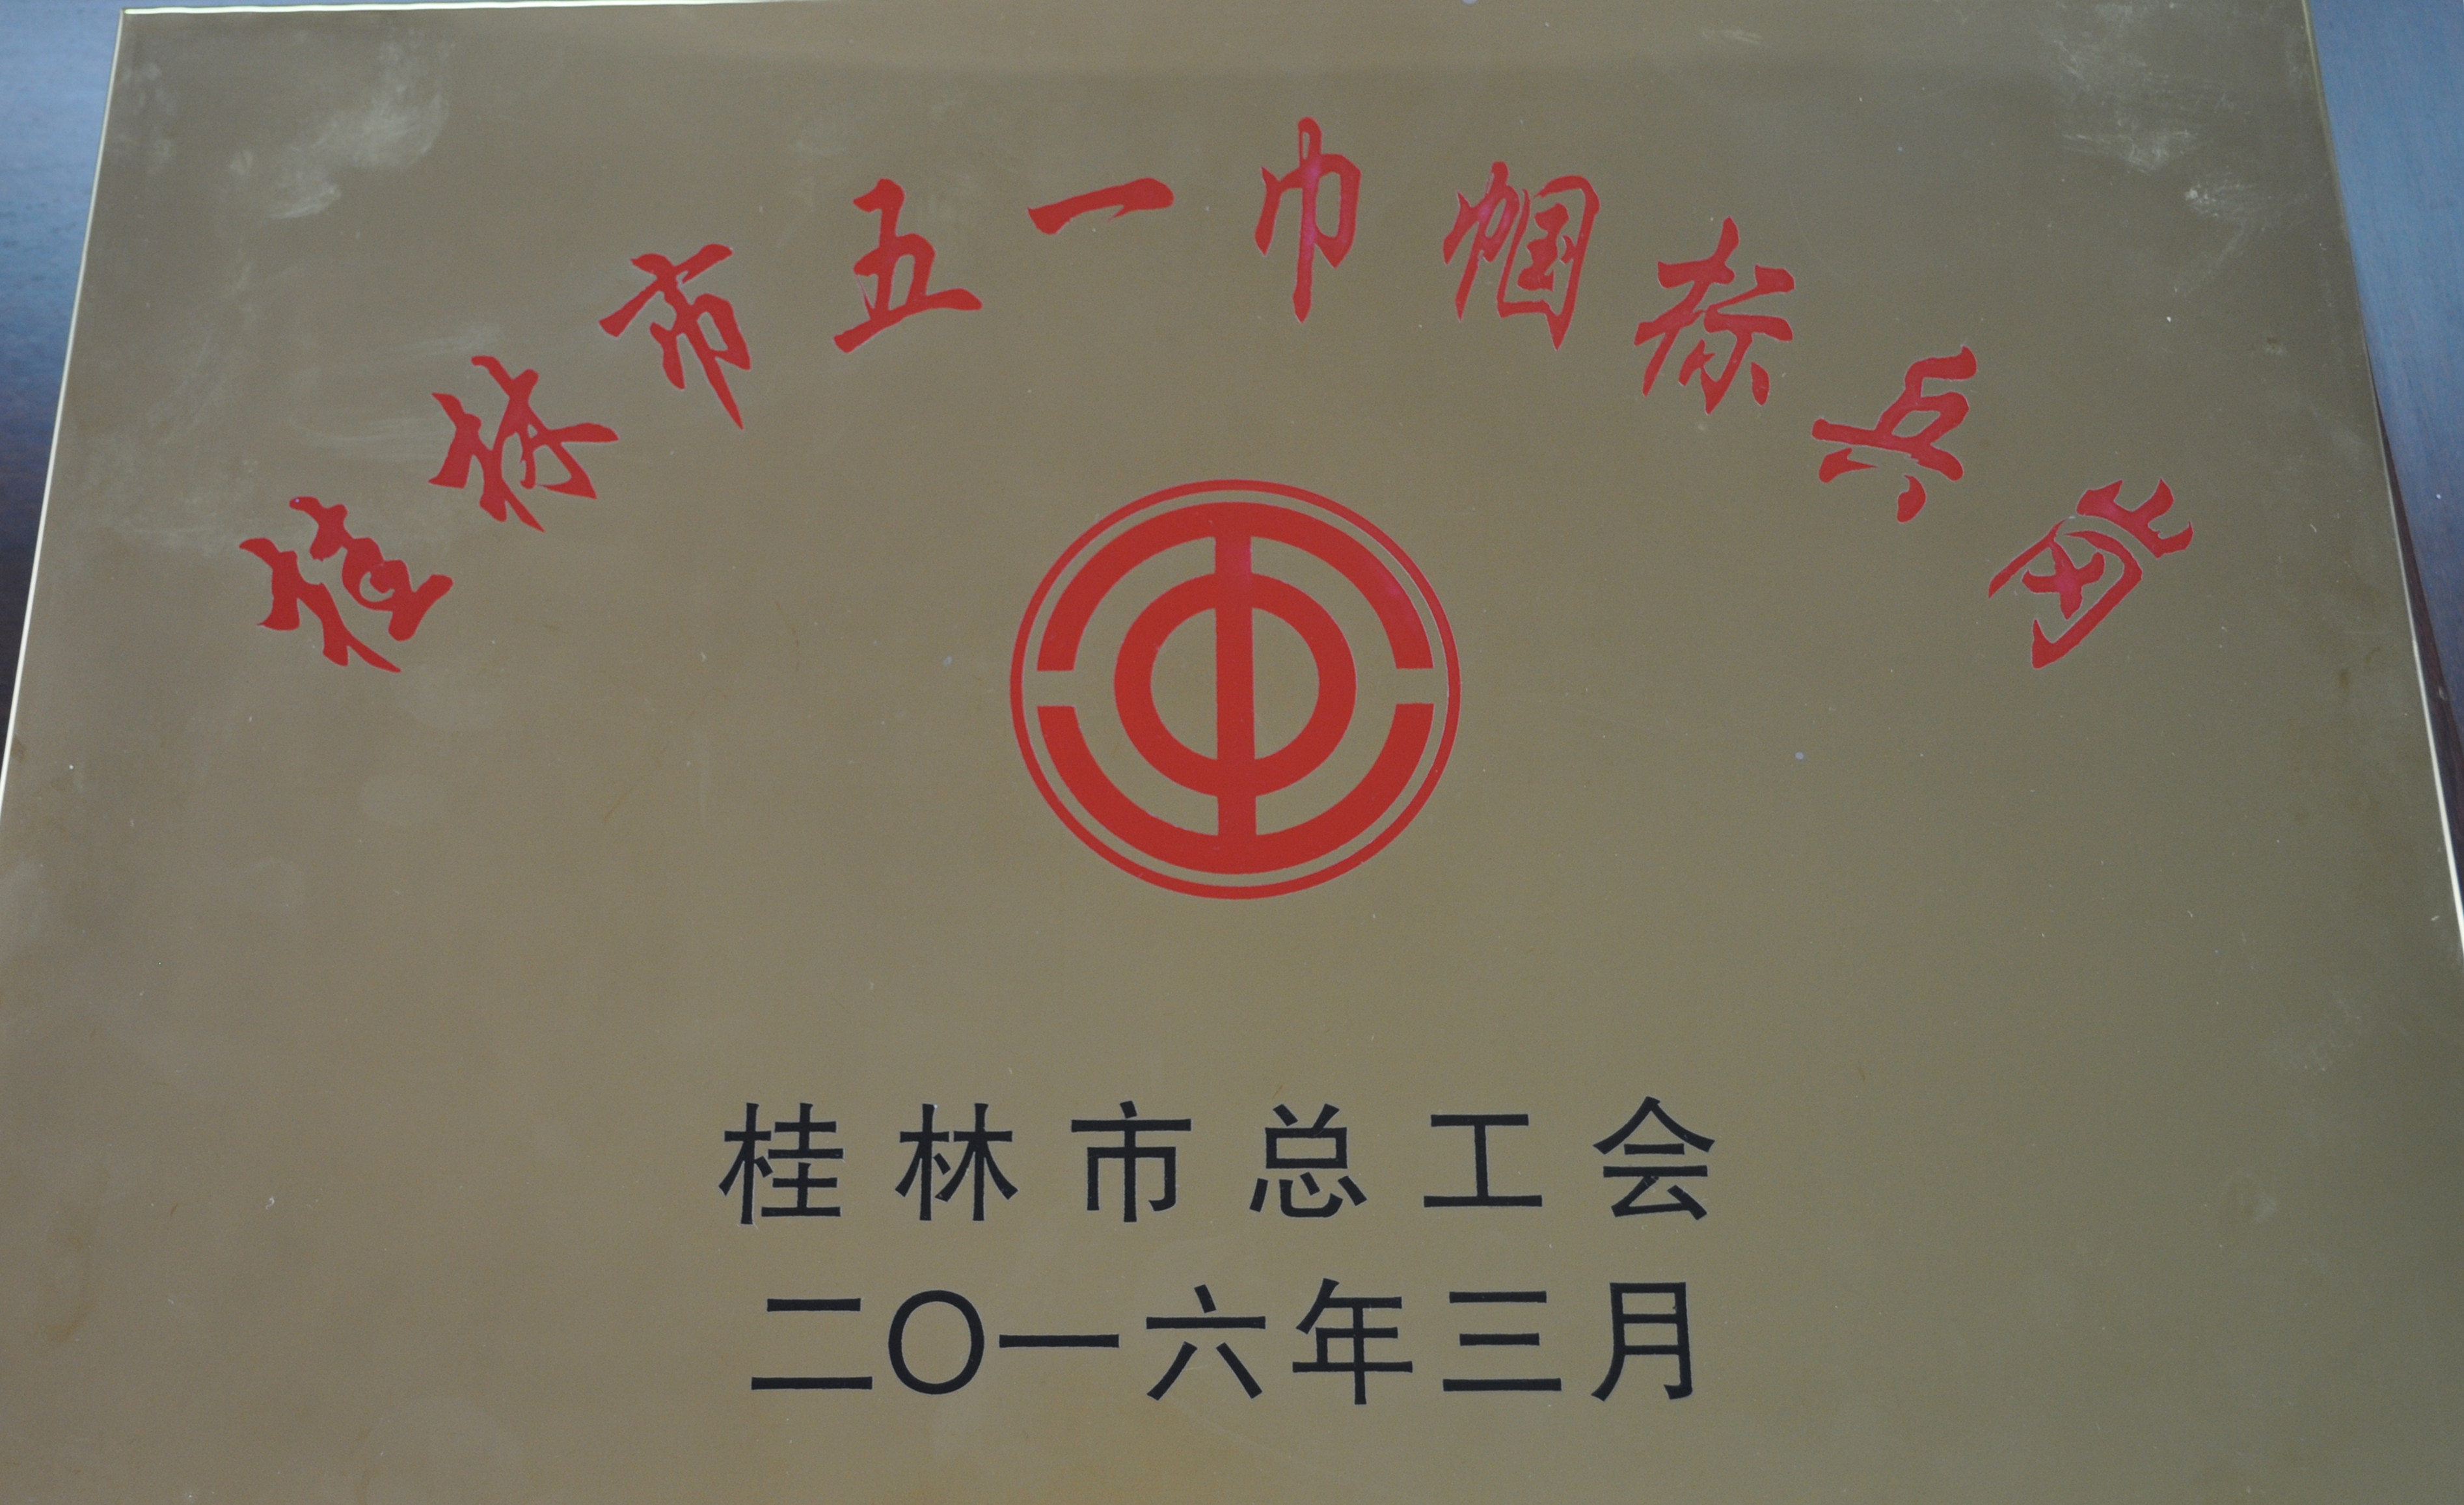 桂林市五一巾帼标兵岗
桂林市总工会
二〇一六年三月